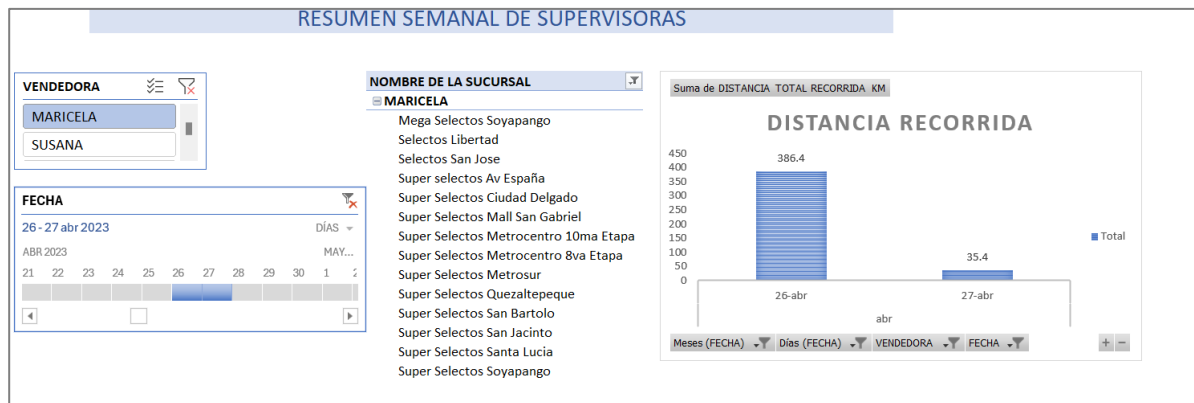 RESUMEN SEMANAL DE SUPERVISORAS
VENDEDORA
MARICELA
SUSANA
FECHA
26 - 27 abr 2023
DÍAS
ABR 2023
MAY...
21 22 23 24 25 26 27 28 29 30 1
NOMBRE DE LA SUCURSAL
MARICELA
Mega Selectos Soyapango
Selectos Libertad
Selectos San Jose
Super selectos Av España
Super Selectos Ciudad Delgado
Super Selectos Mall San Gabriel
Super Selectos Metrocentro 10ma Etapa
Super Selectos Metrocentro 8va Etapa
Super Selectos Metrosur
Super Selectos Quezaltepeque
Super Selectos San Bartolo
Super Selectos San Jacinto
Super Selectos Santa Lucia
Super Selectos Soyapango
Suma de DISTANCIA TOTAL RECORRIDA KM
DISTANCIA RECORRIDA
450
400
350
300
250
200
150
100
50
0
386.4
35.4
Total
26-abr
27-abr
abr
Meses (FECHA)
Días (FECHA)
VENDEDORA
FECHA
+ −